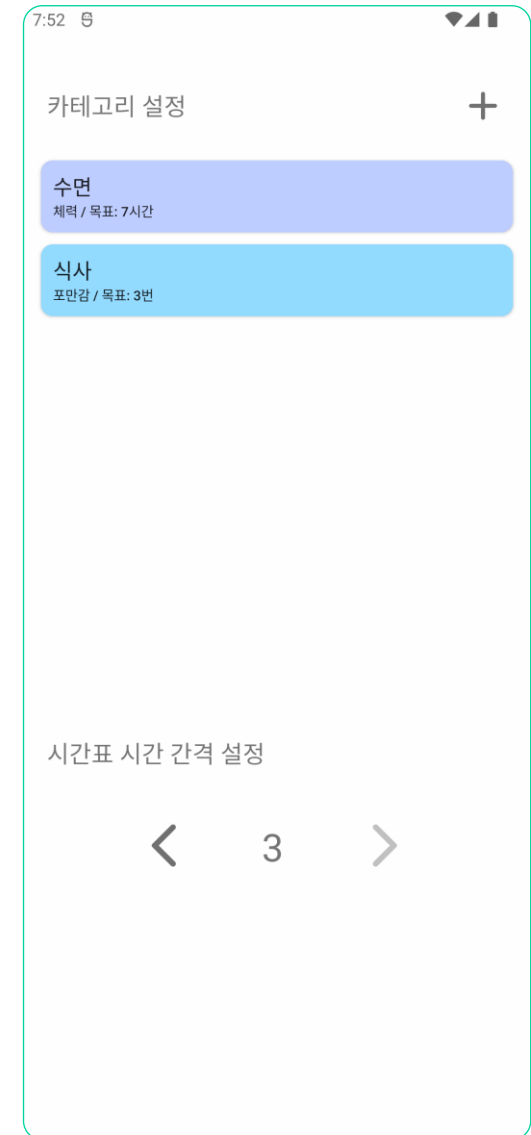 7:52
카테고리 설정
수면
체력 / 목표: 7시간
식사
포만감 / 목표: 3번
시간표 시간 간격 설정
3